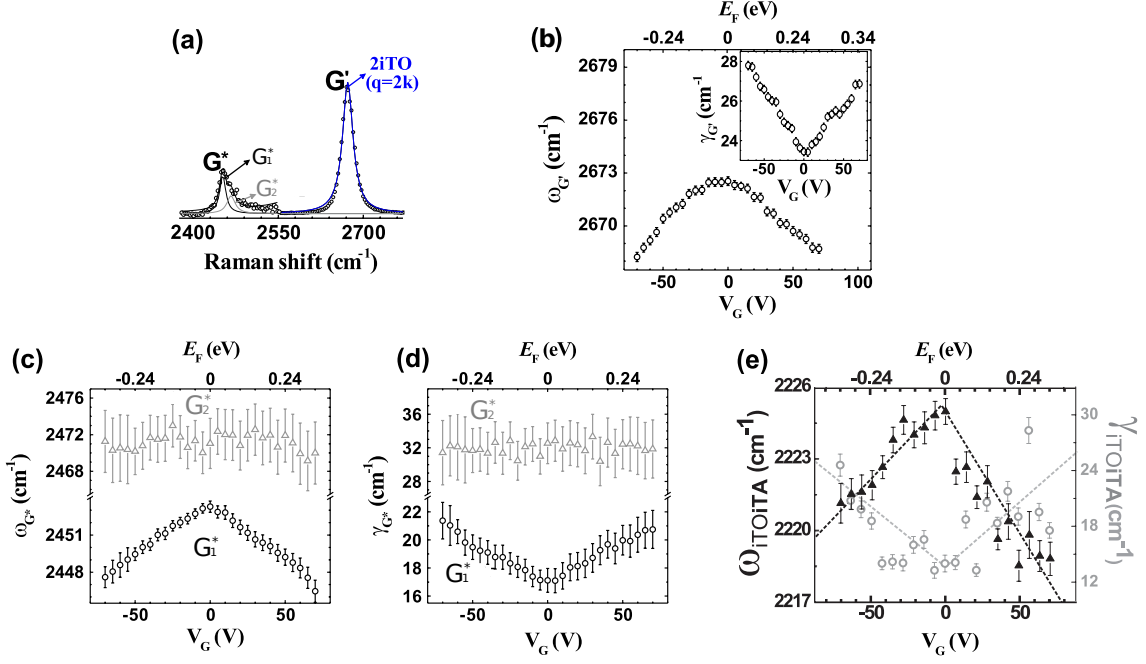 (a)
G*
G₁*
G₂*
G'
2iTO
(q=2k)
2400 2550 2700
Raman shift (cm⁻¹)
(b)
E_F (eV)
-0.24 0 0.24 0.34
2679
2676
2673
2670
ω_G' (cm⁻¹)
-50 0 50 100
V_G (V)
28
26
24
γ_G' (cm⁻¹)
-50 0 50
V_G (V)
(c)
E_F (eV)
-0.24 0 0.24
2476
2472
2468
2451
2448
ω_G* (cm⁻¹)
G₂*
G₁*
-50 0 50
V_G (V)
(d)
E_F (eV)
-0.24 0 0.24
36
32
28
22
20
18
16
γ_G* (cm⁻¹)
G₂*
G₁*
-50 0 50
V_G (V)
(e)
E_F (eV)
-0.24 0 0.24
2226
2223
2220
2217
ω_iTOiTA (cm⁻¹)
30
24
18
12
γ_iTOiTA(cm⁻¹)
-50 0 50
V_G (V)